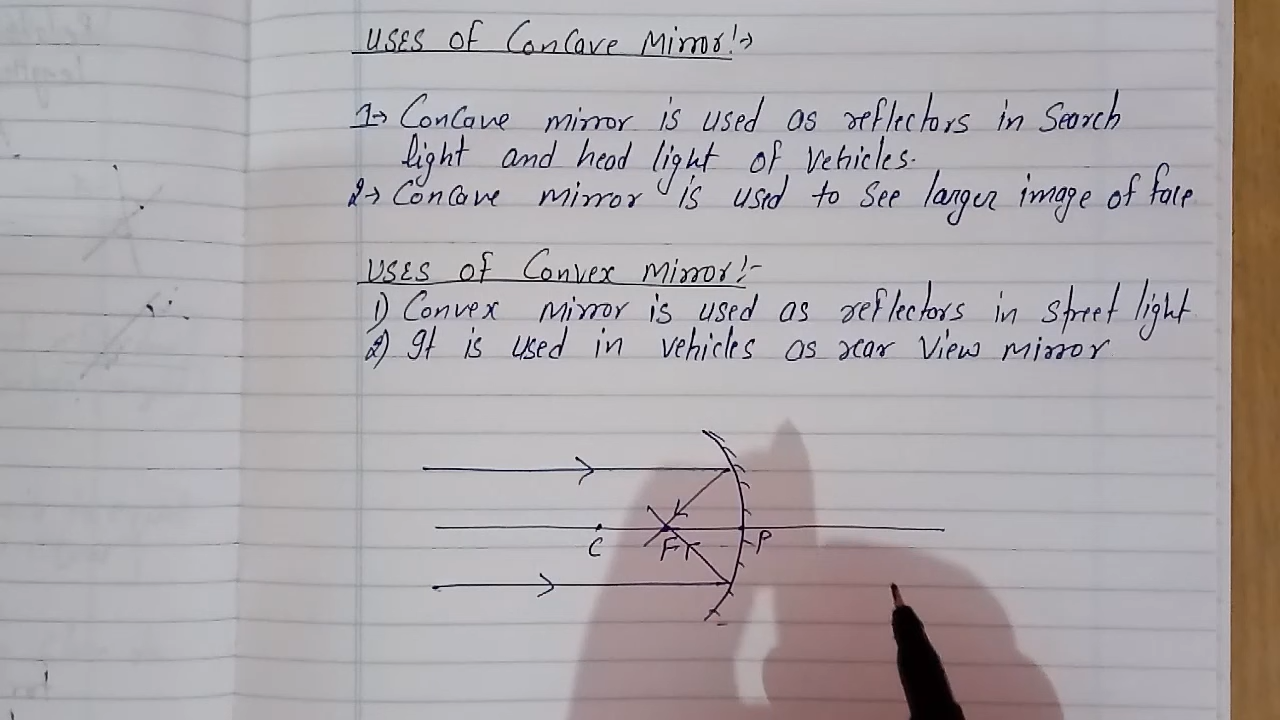 USES of Concave Mirror:→
1→ Concave mirror is used as reflectors in Search
light and head light of vehicles.
2→ Concave mirror is used to see larger image of face
USES of Convex Mirror:-
1) Convex mirror is used as reflectors in street light
2) It is used in vehicles as rear view mirror
C F P